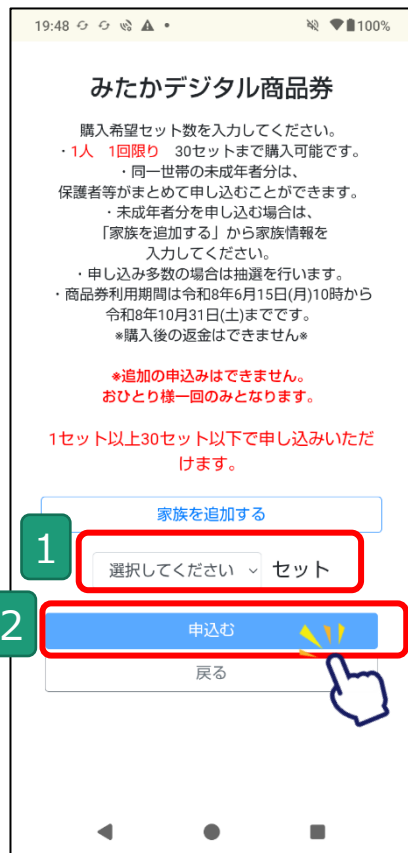 19:48
100%
みたかデジタル商品券
購入希望セット数を入力してください。
・1人　1回限り　30セットまで購入可能です。
・同一世帯の未成年者分は、
保護者等がまとめて申し込むことができます。
・未成年者分を申し込む場合は、
「家族を追加する」から家族情報を
入力してください。
・申し込み多数の場合は抽選を行います。
・商品券利用期間は令和8年6月15日(月)10時から
令和8年10月31日(土)までです。
※購入後の返金はできません※
※追加の申込みはできません。
おひとり様一回のみとなります。
1セット以上30セット以下で申し込みいただ
けます。
家族を追加する
1
選択してください セット
2
申込む
戻る